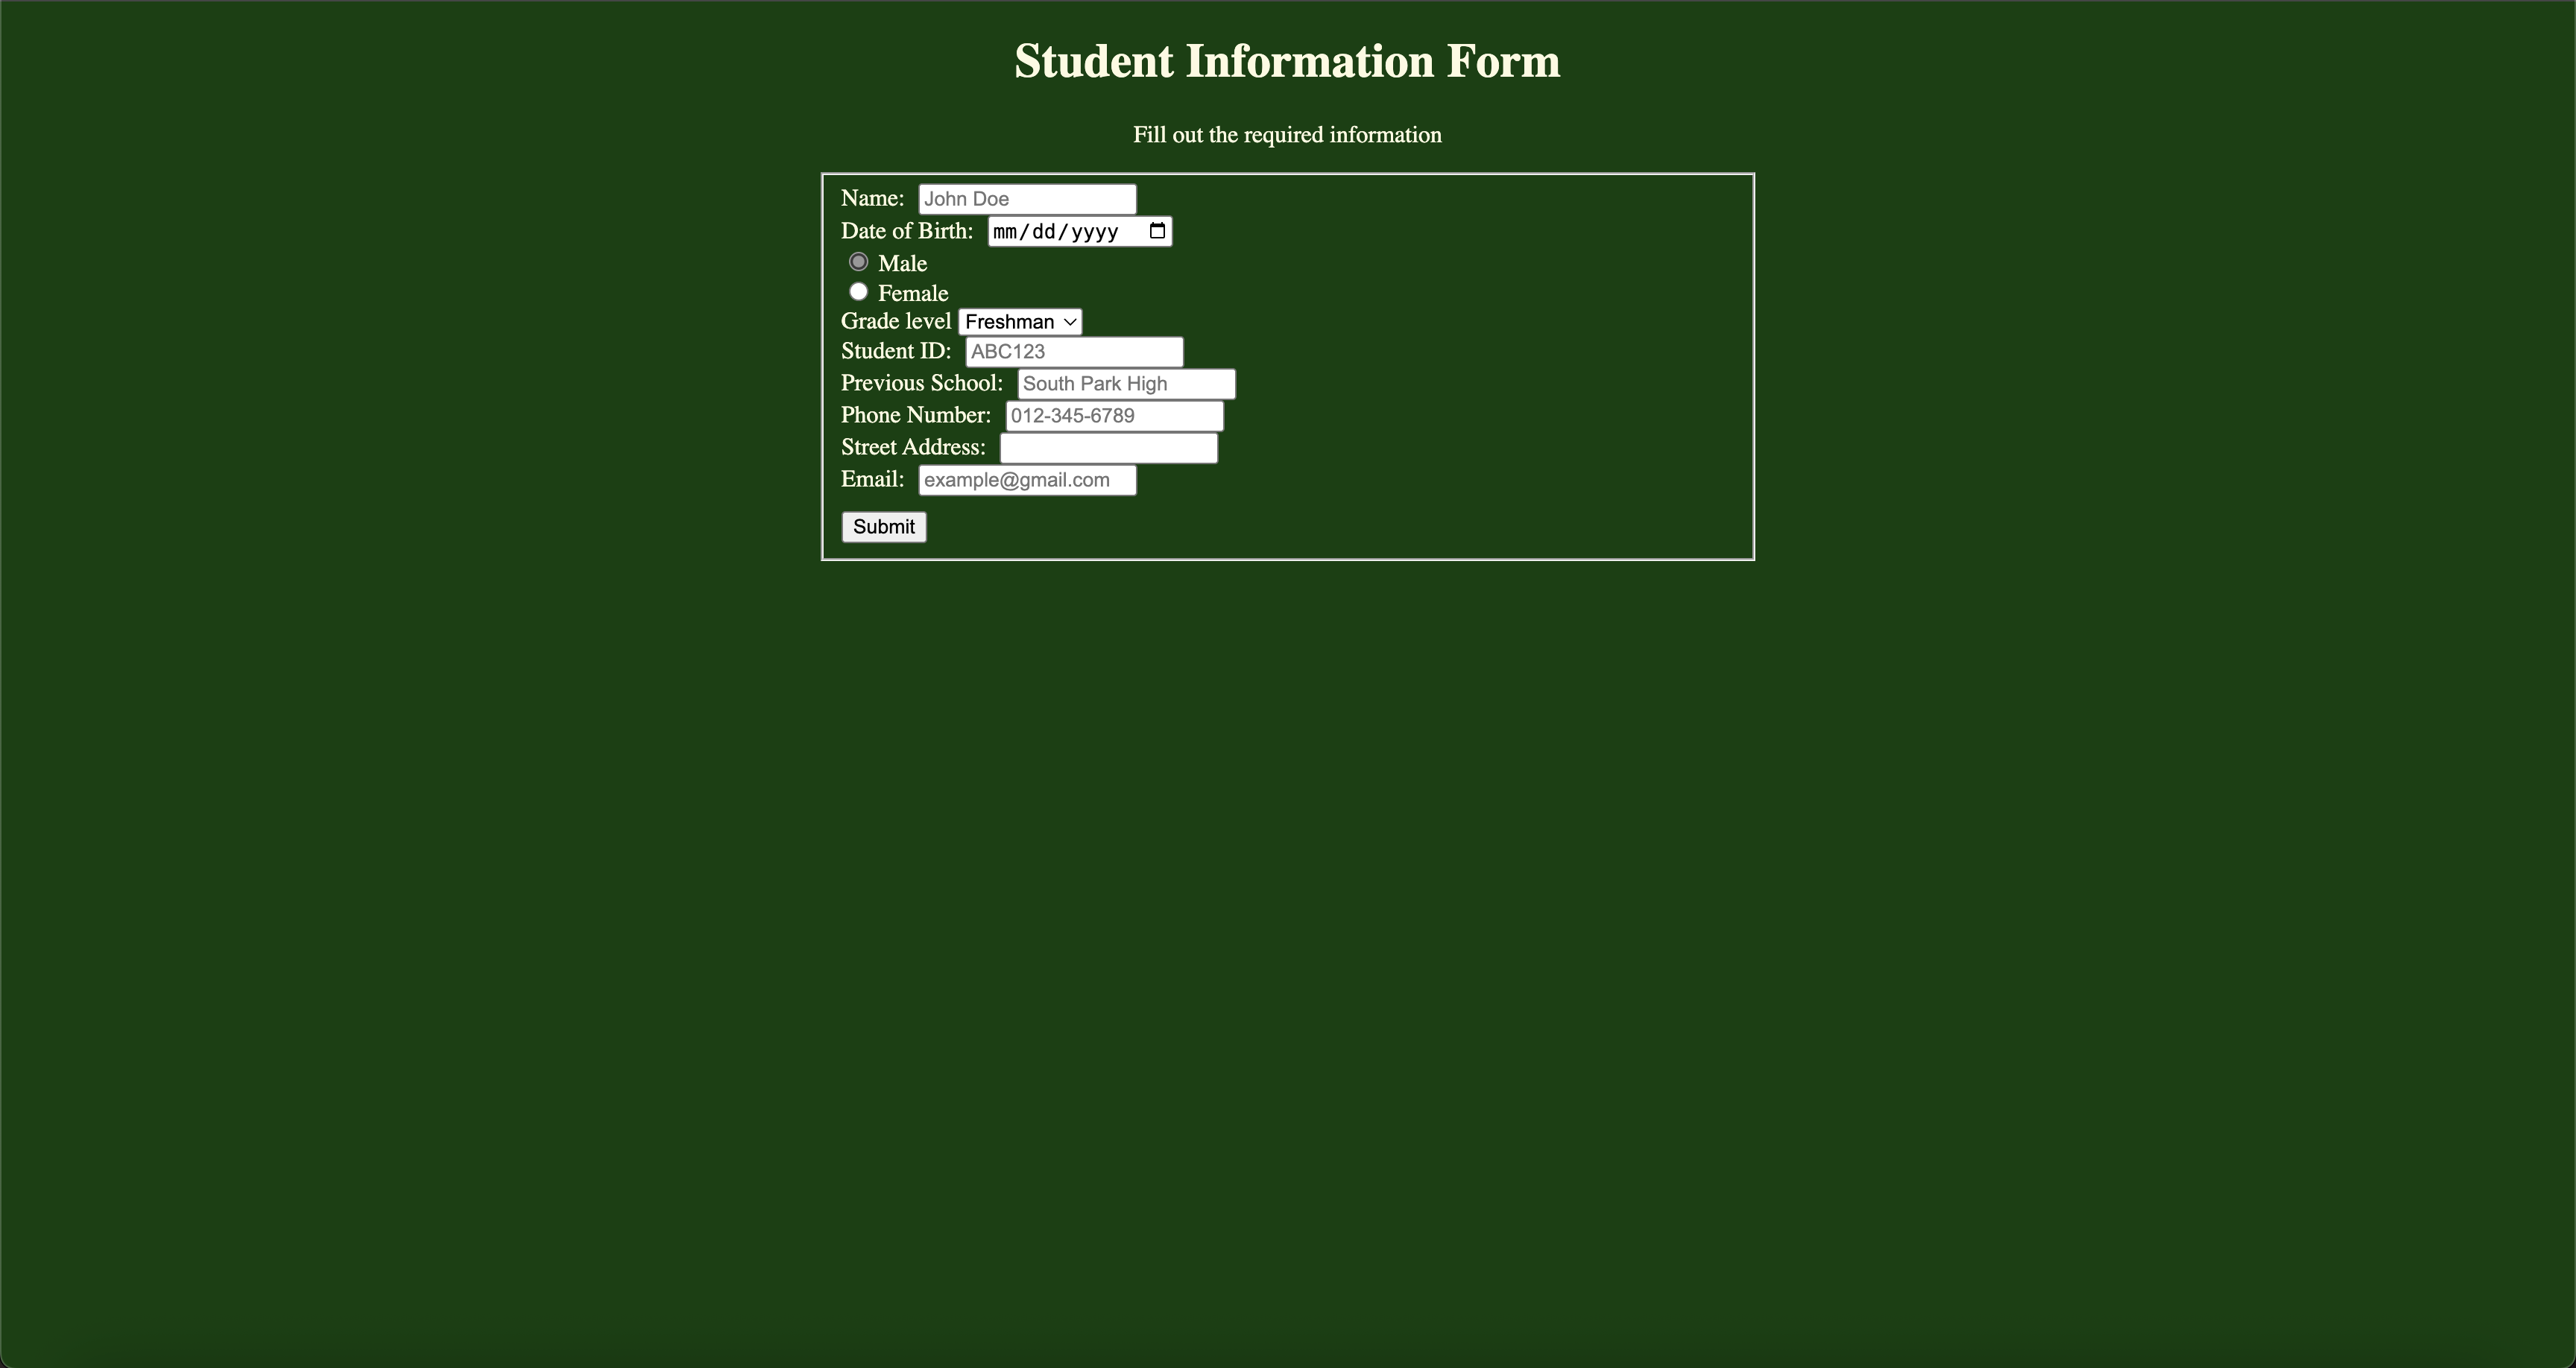 Student Information Form
Fill out the required information
Name: John Doe
Date of Birth: mm/dd/yyyy
Male
Female
Grade level Freshman
Student ID: ABC123
Previous School: South Park High
Phone Number: 012-345-6789
Street Address:
Email: example@gmail.com
Submit